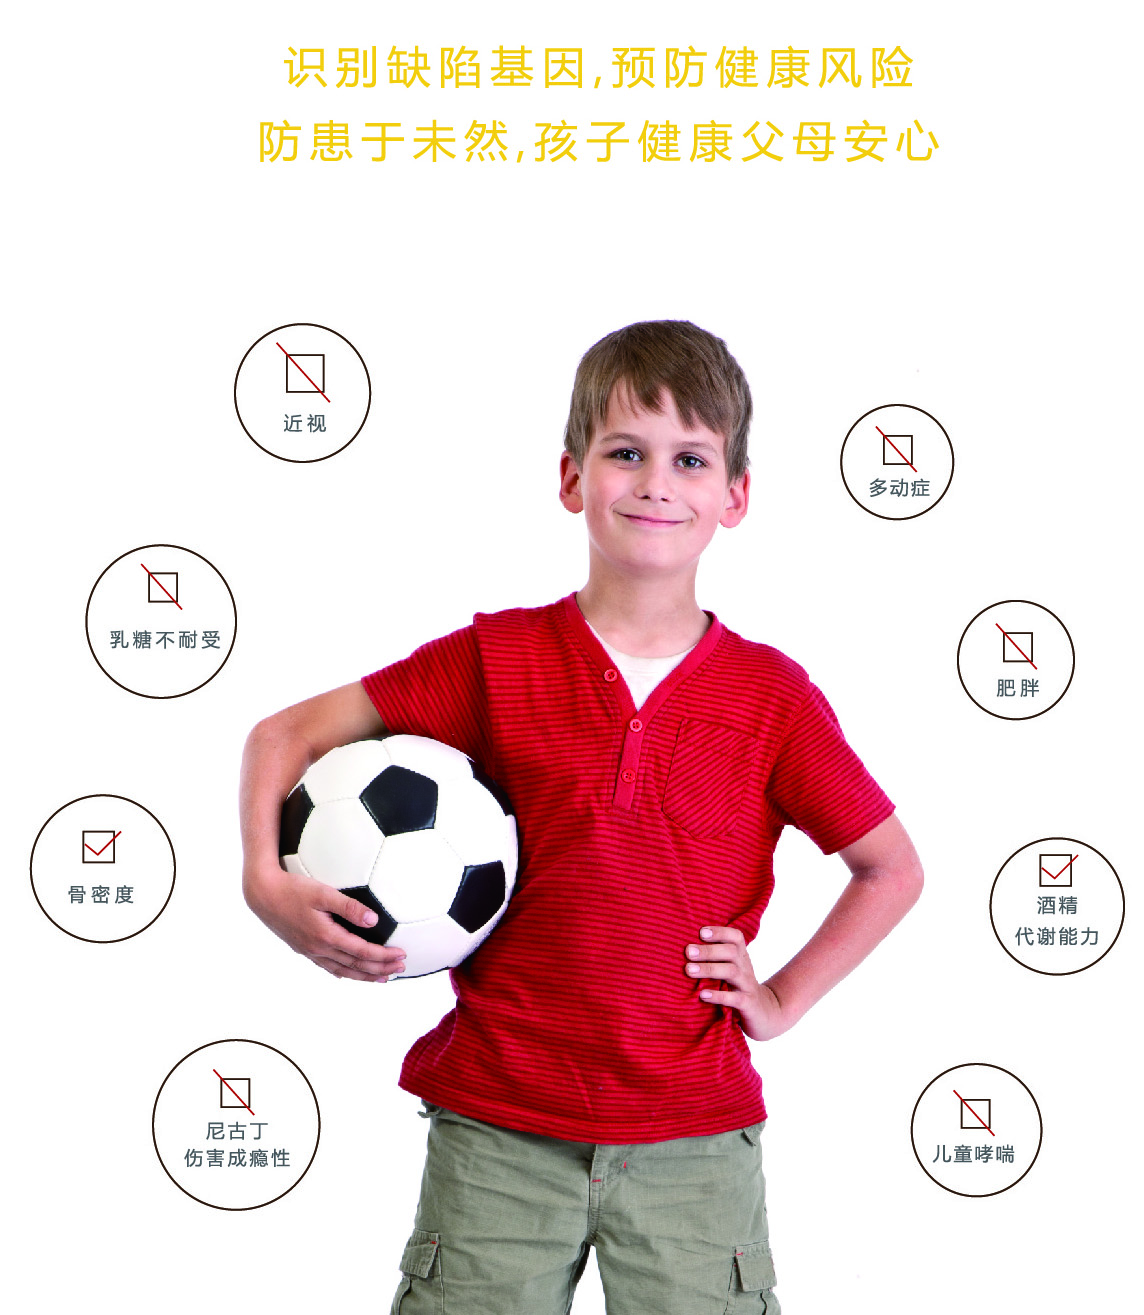 识别缺陷基因,预防健康风险
防患于未然,孩子健康父母安心
近视
多动症
乳糖不耐受
肥胖
骨密度
酒精
代谢能力
尼古丁
伤害成瘾性
儿童哮喘